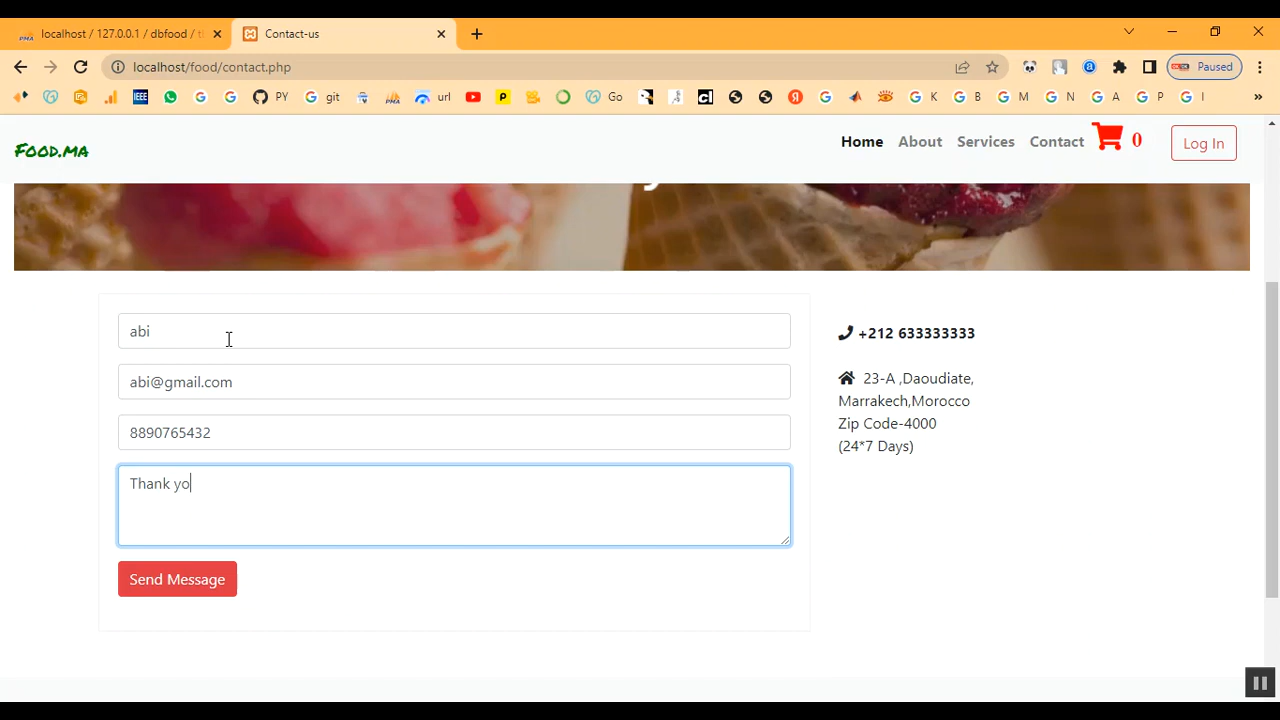 localhost / 127.0.0.1 / dbfood /
Contact-us
localhost/food/contact.php
Paused
IEEE
PY
git
url
Go
K
B
M
N
A
P
I
»
Food.ma
Home
About
Services
Contact
0
Log In
abi
abi@gmail.com
8890765432
Thank yo
Send Message
+212 633333333
23-A ,Daoudiate,
Marrakech,Morocco
Zip Code-4000
(24*7 Days)